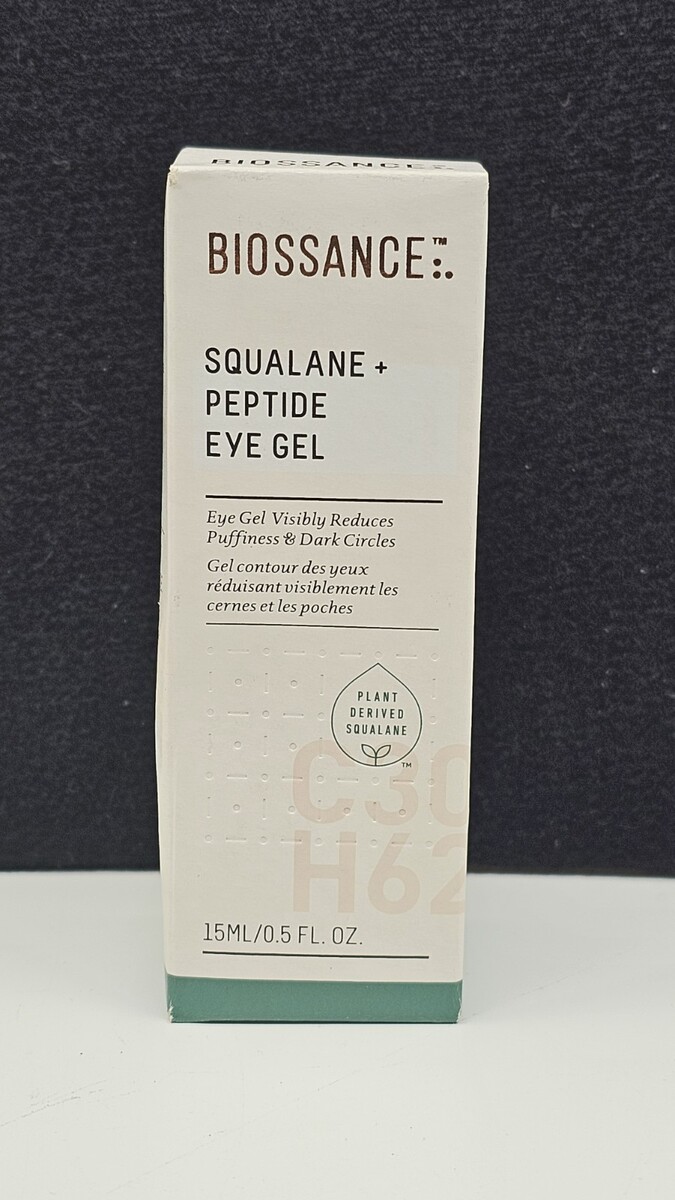 BIOSSANCE
BIOSSANCE™
SQUALANE +
PEPTIDE
EYE GEL
Eye Gel Visibly Reduces
Puffiness & Dark Circles
Gel contour des yeux
réduisant visiblement les
cernes et les poches
PLANT
DERIVED
SQUALANE
™
C30
H62
15ML/0.5 FL. OZ.